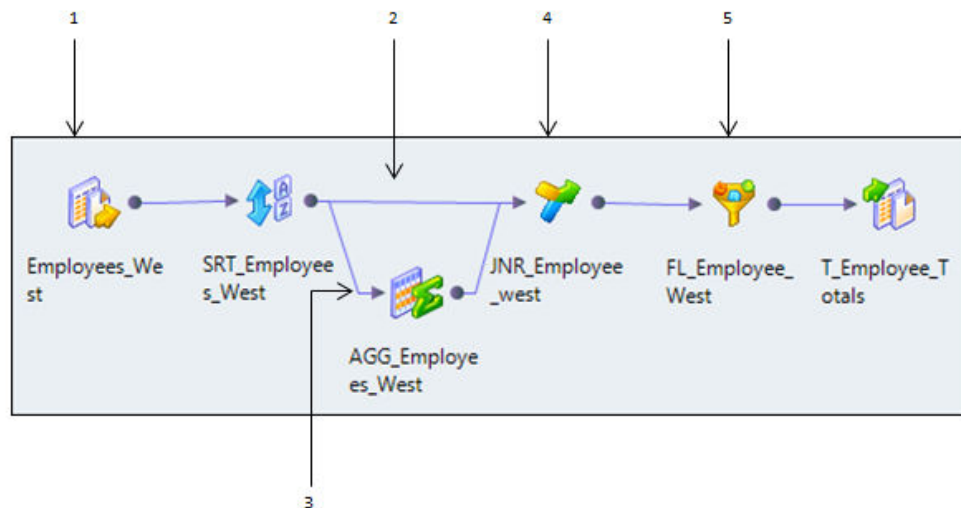 1
2
4
5
A
Z
Employees_We
st
SRT_Employee
s_West
JNR_Employee
_west
FL_Employee_
West
T_Employee_T
otals
AGG_Employe
es_West
3